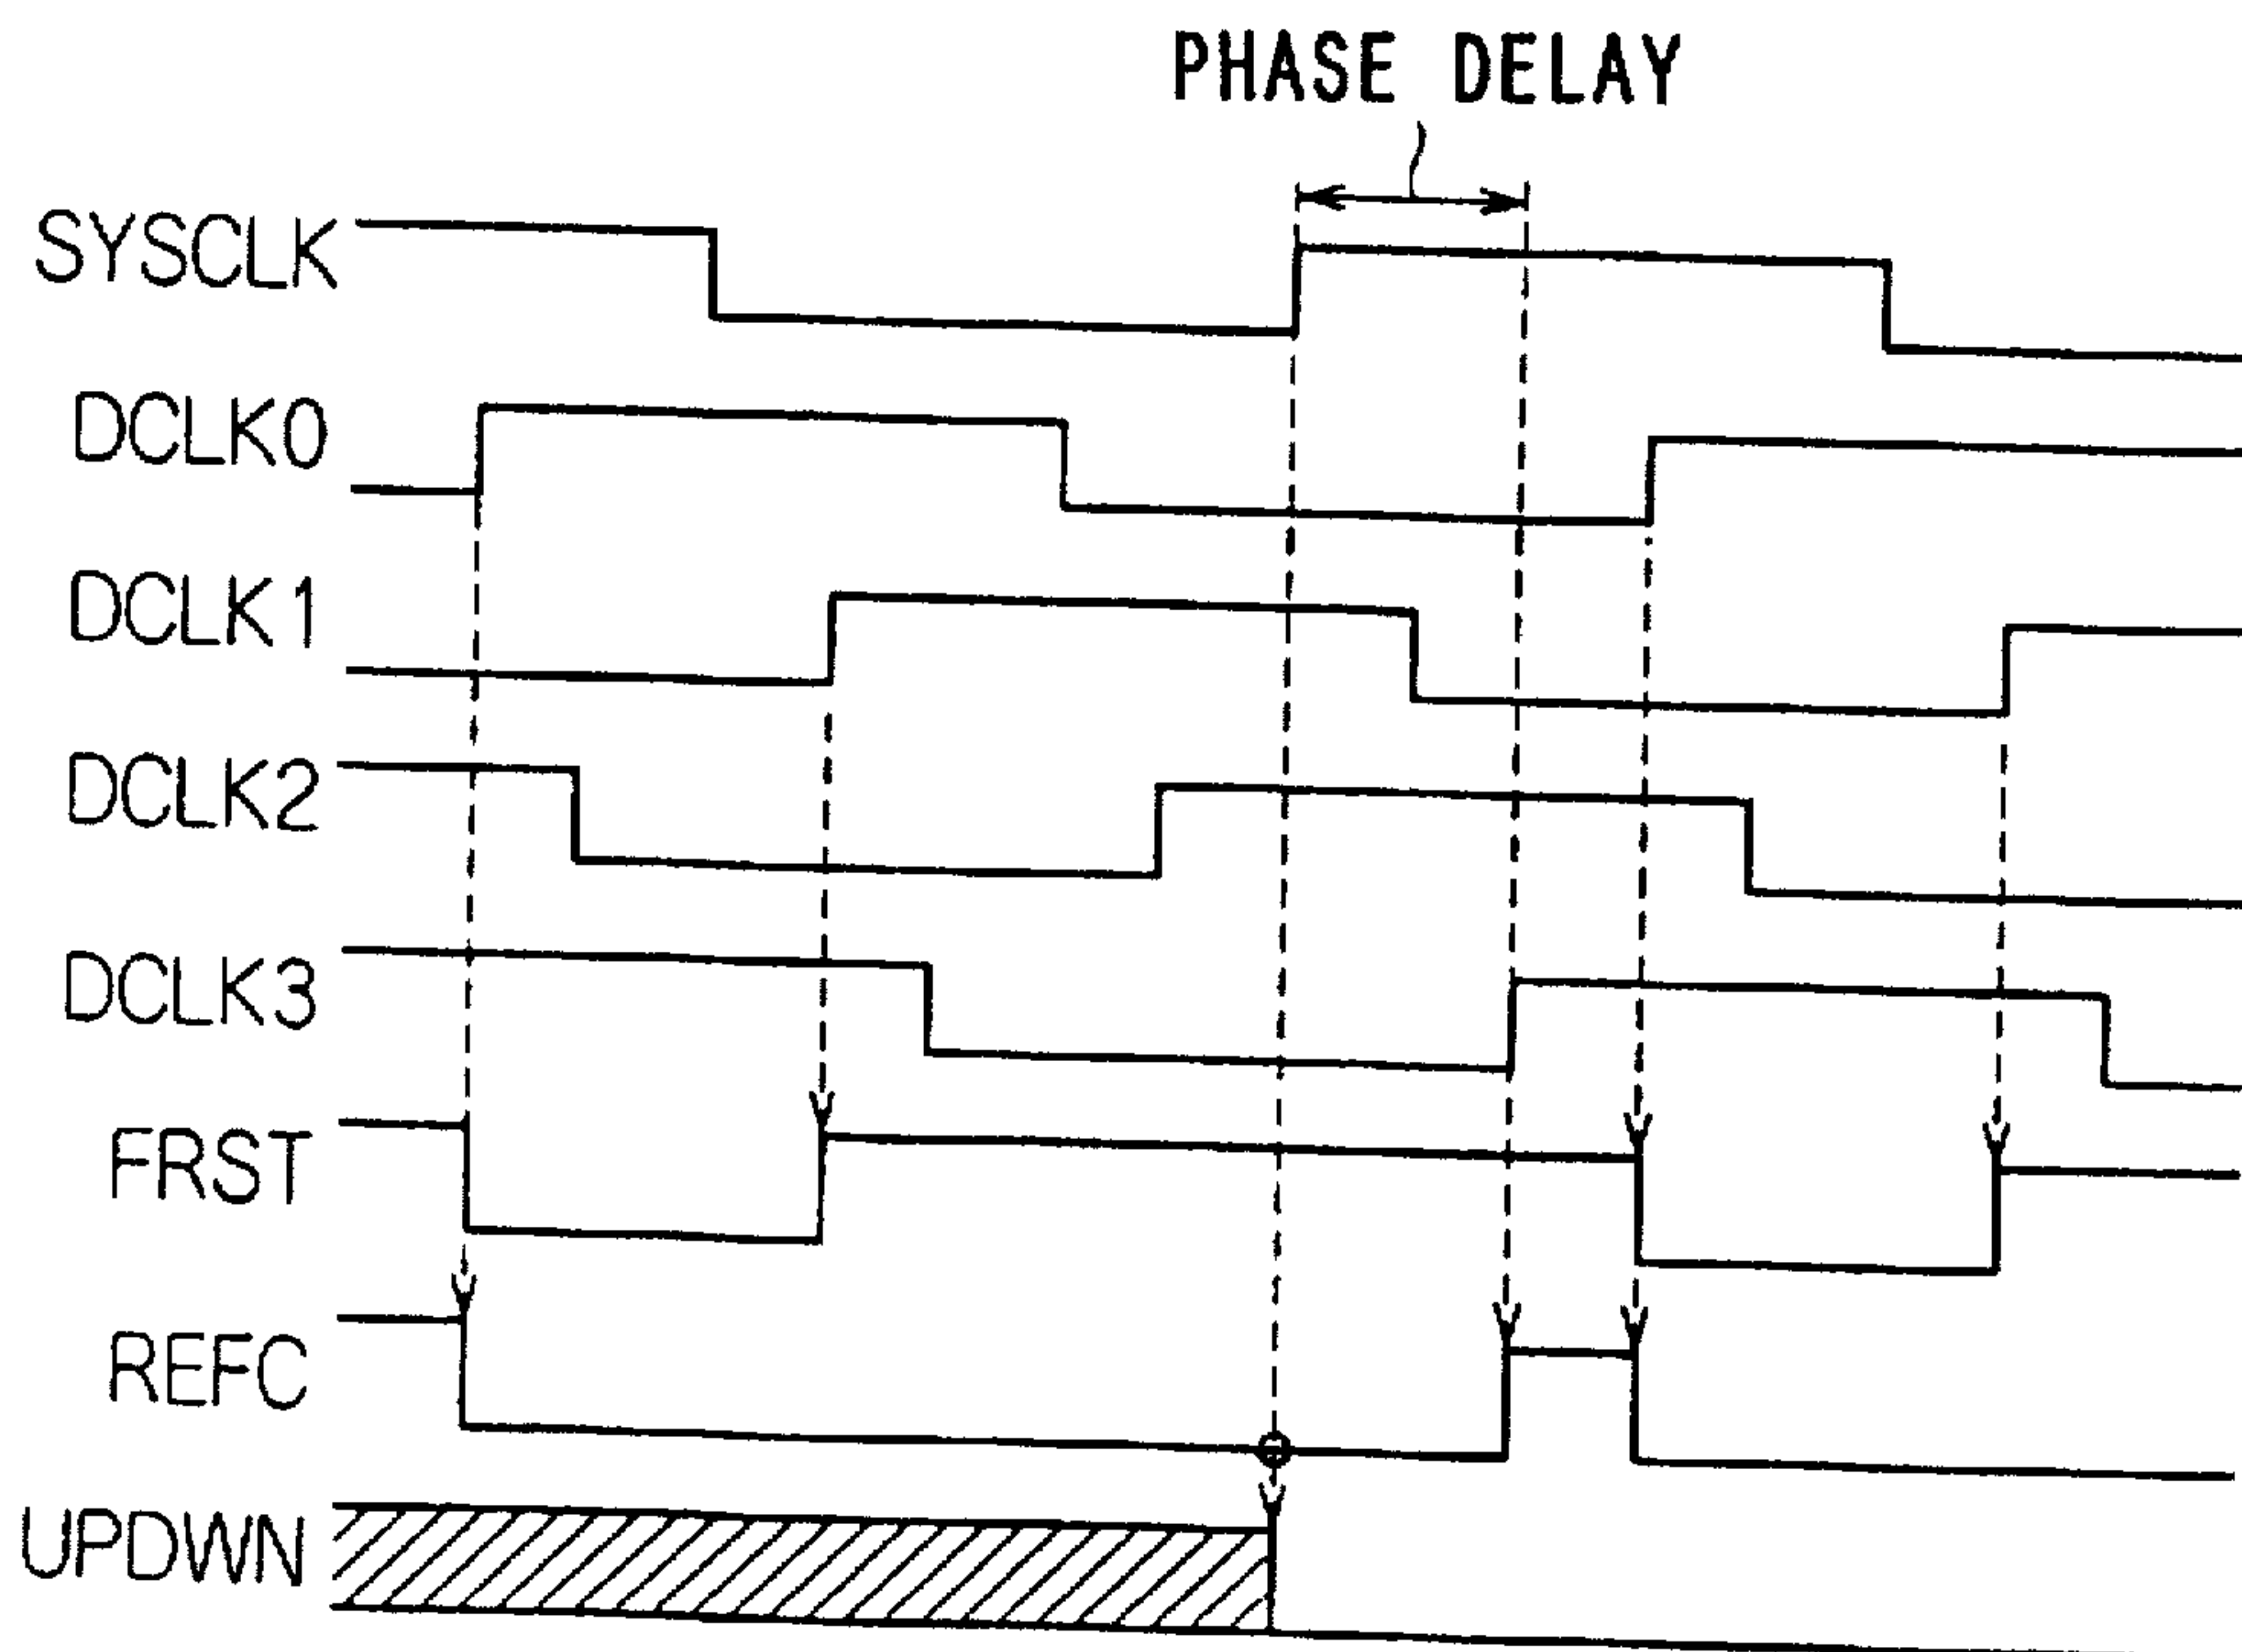 PHASE DELAY
SYSCLK
DCLK0
DCLK1
DCLK2
DCLK3
FRST
REFC
UPDWN